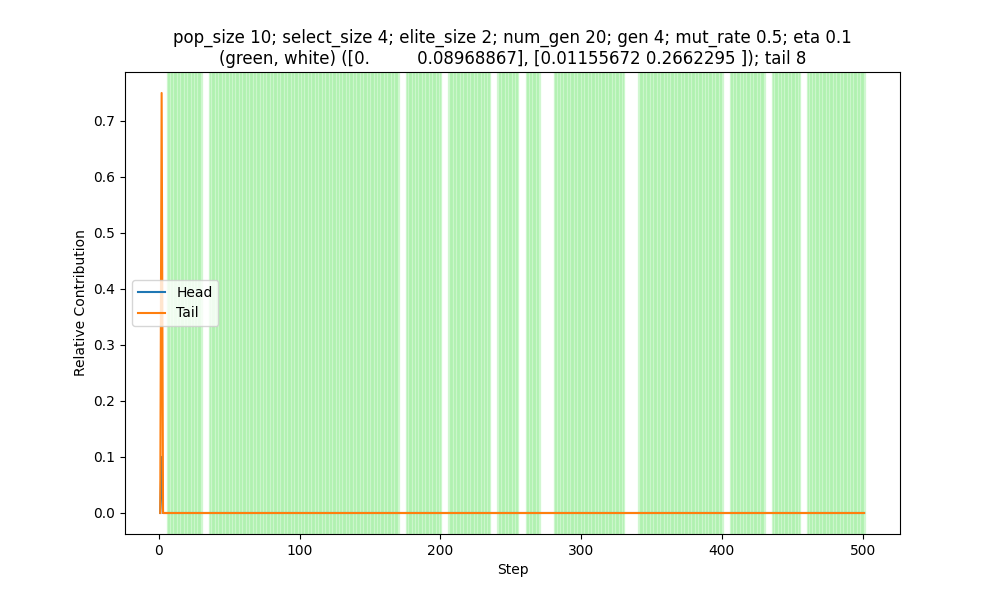 pop_size 10; select_size 4; elite_size 2; num_gen 20; gen 4; mut_rate 0.5; eta 0.1
(green, white) ([0.         0.08968867], [0.01155672 0.2662295 ]); tail 8
Relative Contribution
0.7
0.6
0.5
0.4
0.3
0.2
0.1
0.0
Head
Tail
0
100
200
300
400
500
Step